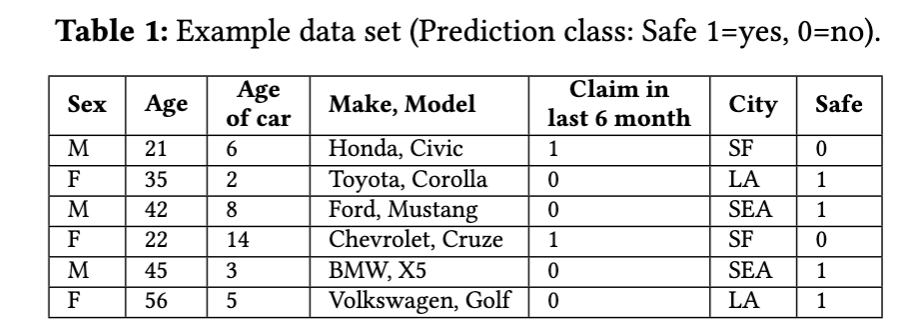 Table 1: Example data set (Prediction class: Safe 1=yes, 0=no).
Sex Age Age of car Make, Model Claim in last 6 month City Safe
M 21 6 Honda, Civic 1 SF 0
F 35 2 Toyota, Corolla 0 LA 1
M 42 8 Ford, Mustang 0 SEA 1
F 22 14 Chevrolet, Cruze 1 SF 0
M 45 3 BMW, X5 0 SEA 1
F 56 5 Volkswagen, Golf 0 LA 1